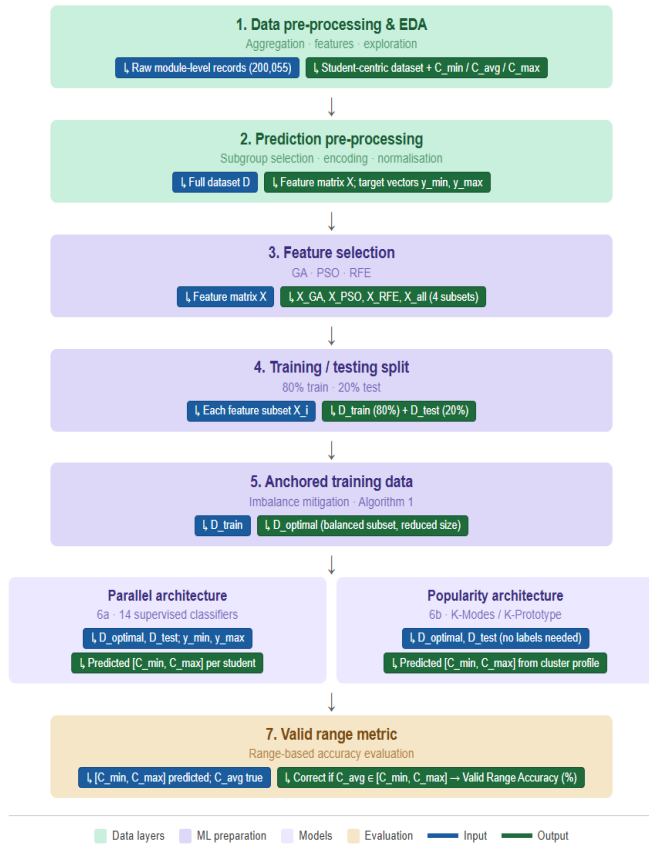 1. Data pre-processing & EDA
Aggregation · features · exploration
↳ Raw module-level records (200,055) ↳ Student-centric dataset + C_min / C_avg / C_max
↓
2. Prediction pre-processing
Subgroup selection · encoding · normalisation
↳ Full dataset D ↳ Feature matrix X; target vectors y_min, y_max
↓
3. Feature selection
GA · PSO · RFE
↳ Feature matrix X ↳ X_GA, X_PSO, X_RFE, X_all (4 subsets)
↓
4. Training / testing split
80% train · 20% test
↳ Each feature subset X_i ↳ D_train (80%) + D_test (20%)
↓
5. Anchored training data
Imbalance mitigation · Algorithm 1
↳ D_train ↳ D_optimal (balanced subset, reduced size)
↓
Parallel architecture
6a · 14 supervised classifiers
↳ D_optimal, D_test; y_min, y_max
↳ Predicted [C_min, C_max] per student
Popularity architecture
6b · K-Modes / K-Prototype
↳ D_optimal, D_test (no labels needed)
↳ Predicted [C_min, C_max] from cluster profile
↓
7. Valid range metric
Range-based accuracy evaluation
↳ [C_min, C_max] predicted; C_avg true ↳ Correct if C_avg ∈ [C_min, C_max] → Valid Range Accuracy (%)
Data layers ML preparation Models Evaluation Input Output